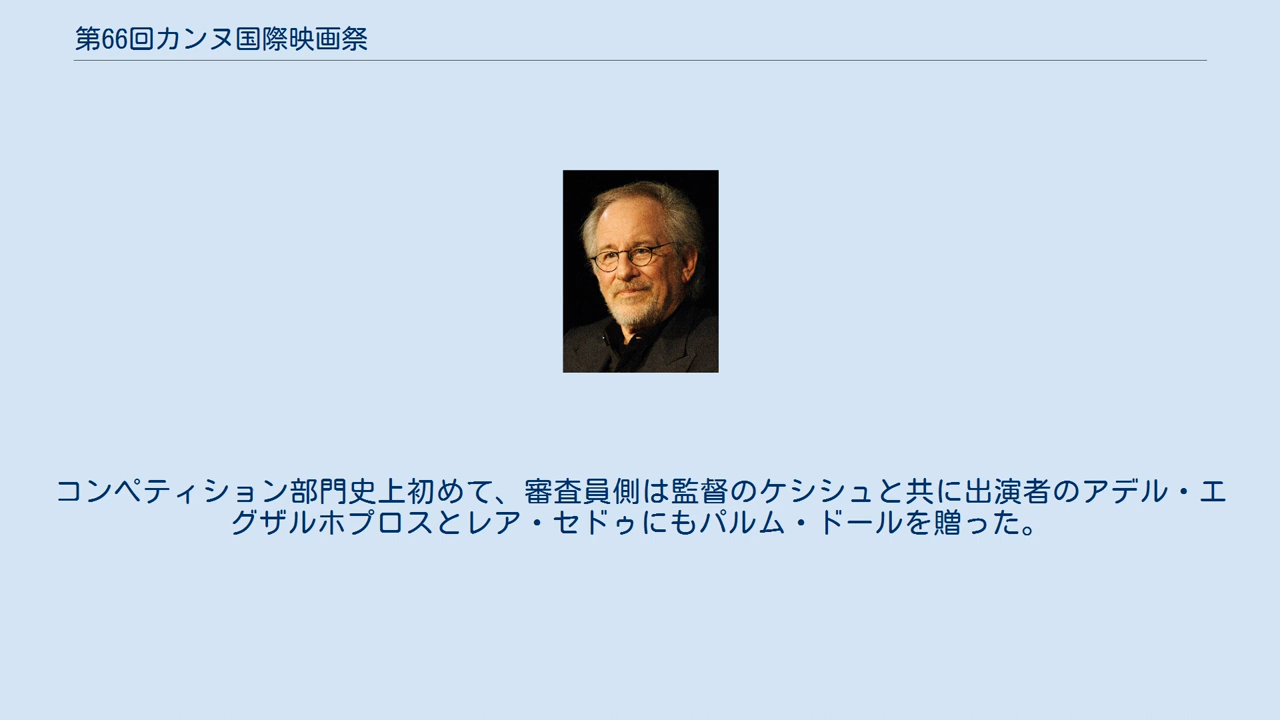 第66回カンヌ国際映画祭
コンペティション部門史上初めて、審査員側は監督のケシシュと共に出演者のアデル・エ
グザルホプロスとレア・セドゥにもパルム・ドールを贈った。